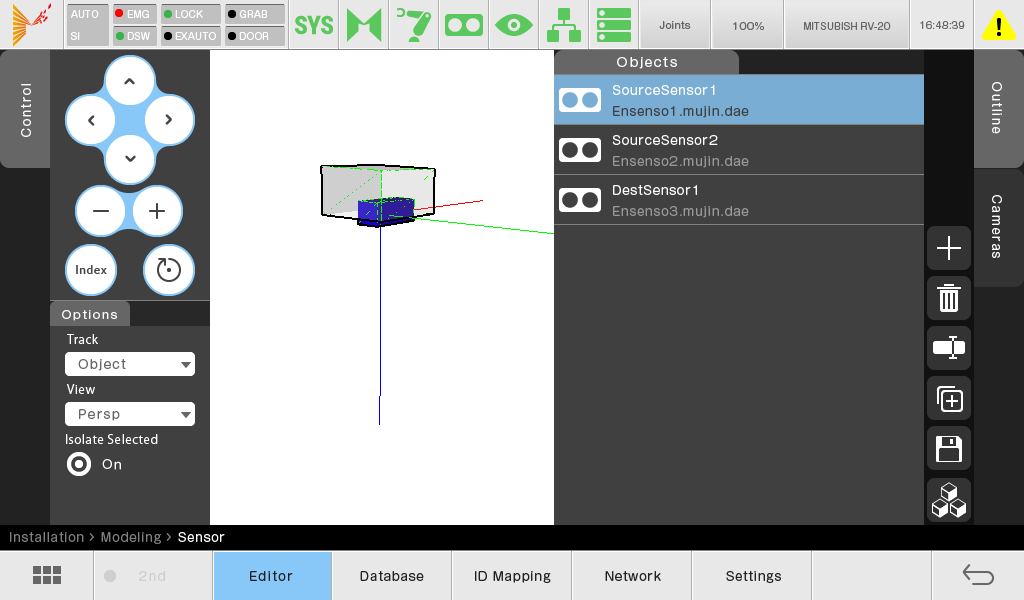 AUTO
SI
EMG
DSW
LOCK
EXAUTO
GRAB
DOOR
SYS
Joints
100%
MITSUBISH RV-20
16:48:39
Control
Index
Options
Track
Object
View
Persp
Isolate Selected
On
Objects
SourceSensor1
Ensenso1.mujin.dae
SourceSensor2
Ensenso2.mujin.dae
DestSensor1
Ensenso3.mujin.dae
Outline
Cameras
Installation > Modeling > Sensor
2nd
Editor
Database
ID Mapping
Network
Settings